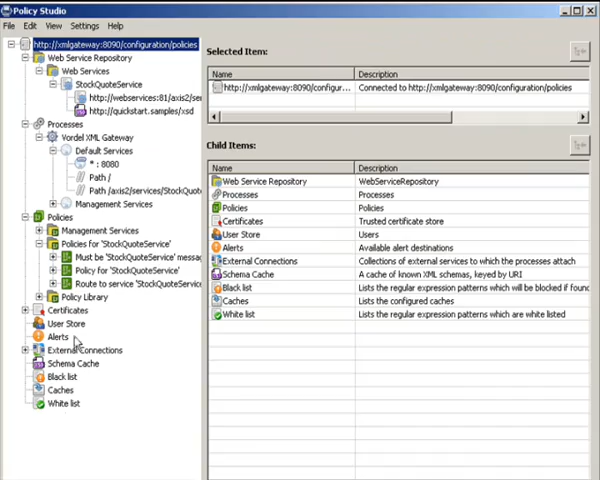 Policy Studio
File Edit View Settings Help
http://xmlgateway:8090/configuration/policies
Web Service Repository
Web Services
StockQuoteService
http://webservices:81/axis2/ser
http://quickstart.samples/xsd
Processes
Vordel XML Gateway
Default Services
* : 8080
Path /
Path /axis2/services/StockQuote
Management Services
Policies
Management Services
Policies for 'StockQuoteService'
Must be 'StockQuoteService' messag
Policy for 'StockQuoteService'
Route to service 'StockQuoteService
Policy Library
Certificates
User Store
Alerts
External Connections
Schema Cache
Black list
Caches
White list
Selected Item:
Name Description
http://xmlgateway:8090/configur... Connected to http://xmlgateway:8090/configuration/policies
Child Items:
Name Description
Web Service Repository WebServiceRepository
Processes Processes
Policies Policies
Certificates Trusted certificate store
User Store Users
Alerts Available alert destinations
External Connections Collections of external services to which the processes attach
Schema Cache A cache of known XML schemas, keyed by URI
Black list Lists the regular expression patterns which will be blocked if found
Caches Lists the configured caches
White list Lists the regular expression patterns which are white listed